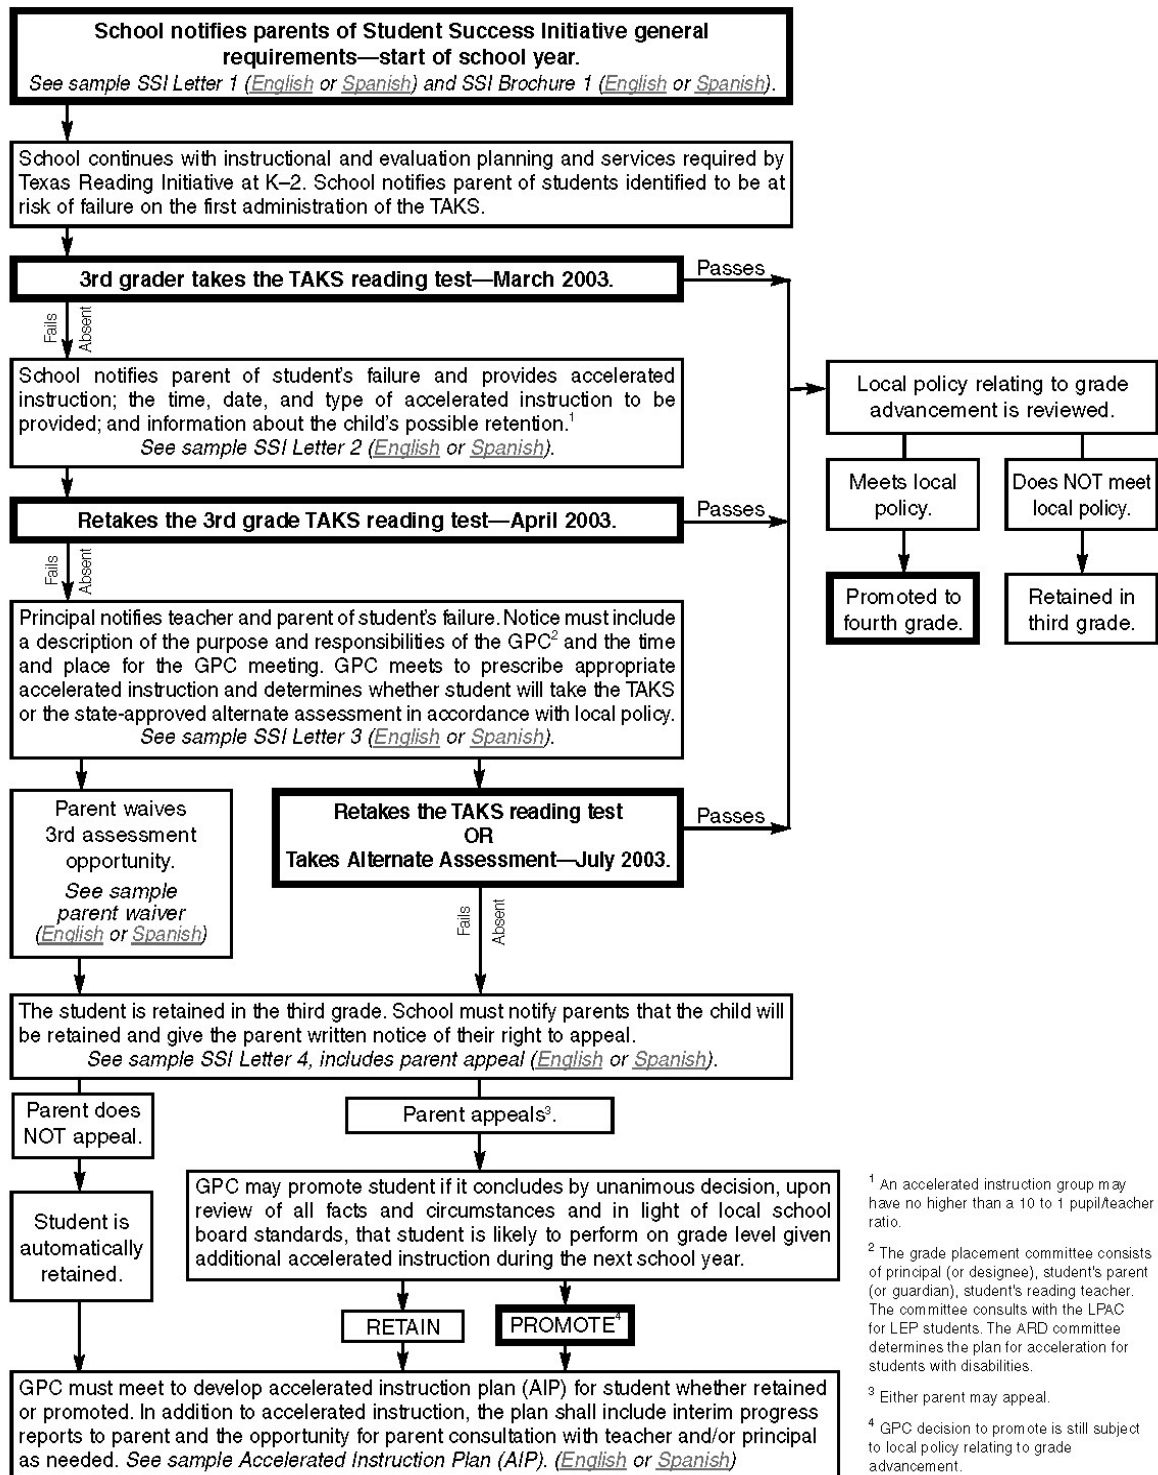 School notifies parents of Student Success Initiative general
requirements—start of school year.
See sample SSI Letter 1 (English or Spanish) and SSI Brochure 1 (English or Spanish).
School continues with instructional and evaluation planning and services required by
Texas Reading Initiative at K–2. School notifies parent of students identified to be at
risk of failure on the first administration of the TAKS.
3rd grader takes the TAKS reading test—March 2003.
Passes
Fails
Absent
School notifies parent of student's failure and provides accelerated
instruction; the time, date, and type of accelerated instruction to be
provided; and information about the child's possible retention.1
See sample SSI Letter 2 (English or Spanish).
Local policy relating to grade
advancement is reviewed.
Meets local
policy.
Does NOT meet
local policy.
Promoted to
fourth grade.
Retained in
third grade.
Retakes the 3rd grade TAKS reading test—April 2003.
Passes
Fails
Absent
Principal notifies teacher and parent of student's failure. Notice must include
a description of the purpose and responsibilities of the GPC2 and the time
and place for the GPC meeting. GPC meets to prescribe appropriate
accelerated instruction and determines whether student will take the TAKS
or the state-approved alternate assessment in accordance with local policy.
See sample SSI Letter 3 (English or Spanish).
Parent waives
3rd assessment
opportunity.
See sample
parent waiver
(English or Spanish)
Retakes the TAKS reading test
OR
Takes Alternate Assessment—July 2003.
Passes
Fails
Absent
The student is retained in the third grade. School must notify parents that the child will
be retained and give the parent written notice of their right to appeal.
See sample SSI Letter 4, includes parent appeal (English or Spanish).
Parent does
NOT appeal.
Parent appeals3.
Student is
automatically
retained.
GPC may promote student if it concludes by unanimous decision, upon
review of all facts and circumstances and in light of local school
board standards, that student is likely to perform on grade level given
additional accelerated instruction during the next school year.
RETAIN
PROMOTE4
GPC must meet to develop accelerated instruction plan (AIP) for student whether retained
or promoted. In addition to accelerated instruction, the plan shall include interim progress
reports to parent and the opportunity for parent consultation with teacher and/or principal
as needed. See sample Accelerated Instruction Plan (AIP). (English or Spanish)
1 An accelerated instruction group may
have no higher than a 10 to 1 pupil/teacher
ratio.
2 The grade placement committee consists
of principal (or designee), student's parent
(or guardian), student's reading teacher.
The committee consults with the LPAC
for LEP students. The ARD committee
determines the plan for acceleration for
students with disabilities.
3 Either parent may appeal.
4 GPC decision to promote is still subject
to local policy relating to grade
advancement.